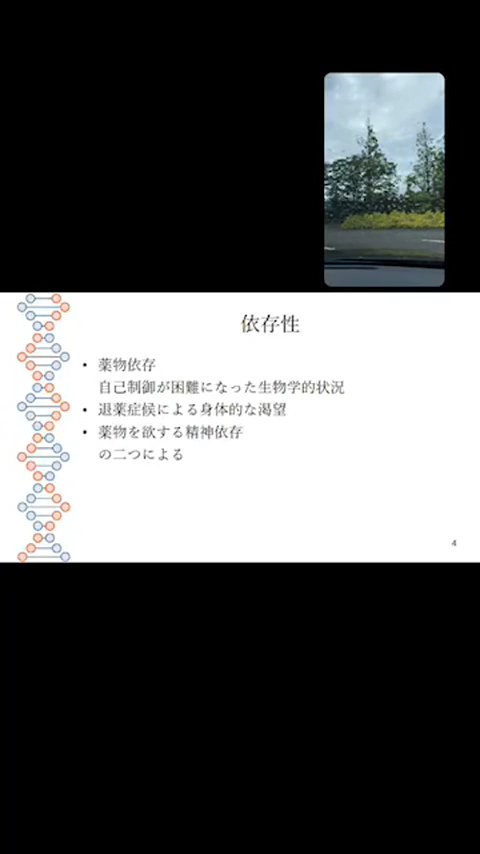 依存性
• 薬物依存
自己制御が困難になった生物学的状況
• 退薬症候による身体的な渇望
• 薬物を欲する精神依存
の二つによる
4